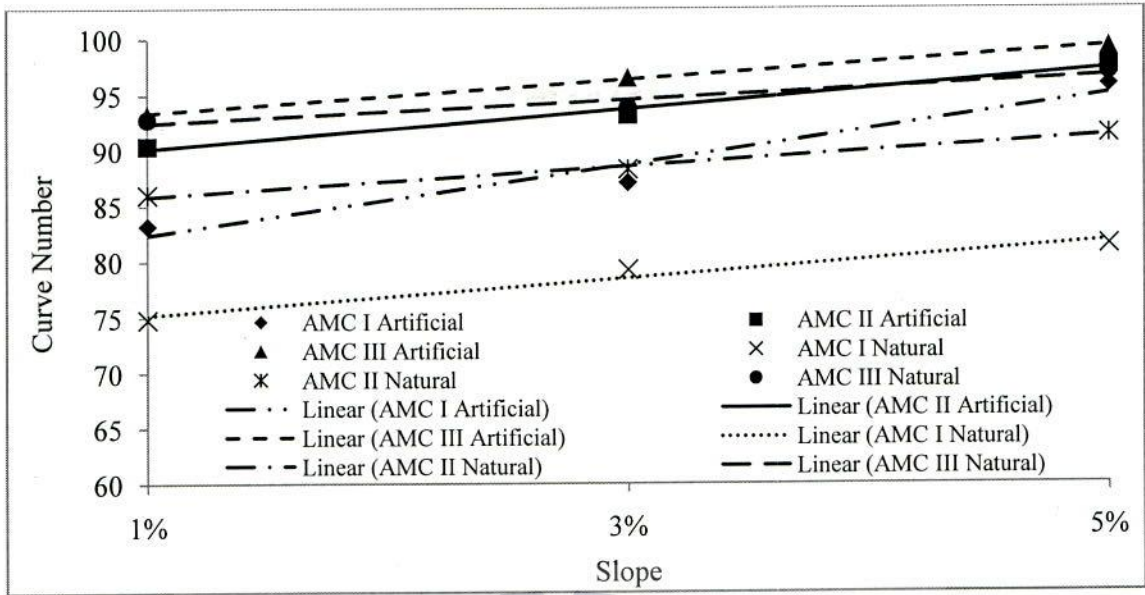 100
95
90
85
80
75
70
65
60
Curve Number
AMC I Artificial
AMC II Artificial
AMC III Artificial
AMC I Natural
AMC II Natural
AMC III Natural
Linear (AMC I Artificial)
Linear (AMC II Artificial)
Linear (AMC III Artificial)
Linear (AMC I Natural)
Linear (AMC II Natural)
Linear (AMC III Natural)
1%
3%
5%
Slope